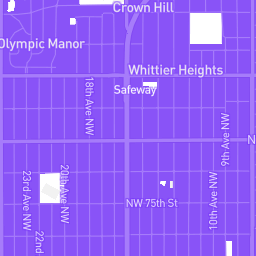 Crown Hill
Olympic Manor
Whittier Heights
Safeway
18th Ave NW
9th Ave NW
N
20th Ave NW
23rd Ave NW
10th Ave NW
NW 75th St
22nd